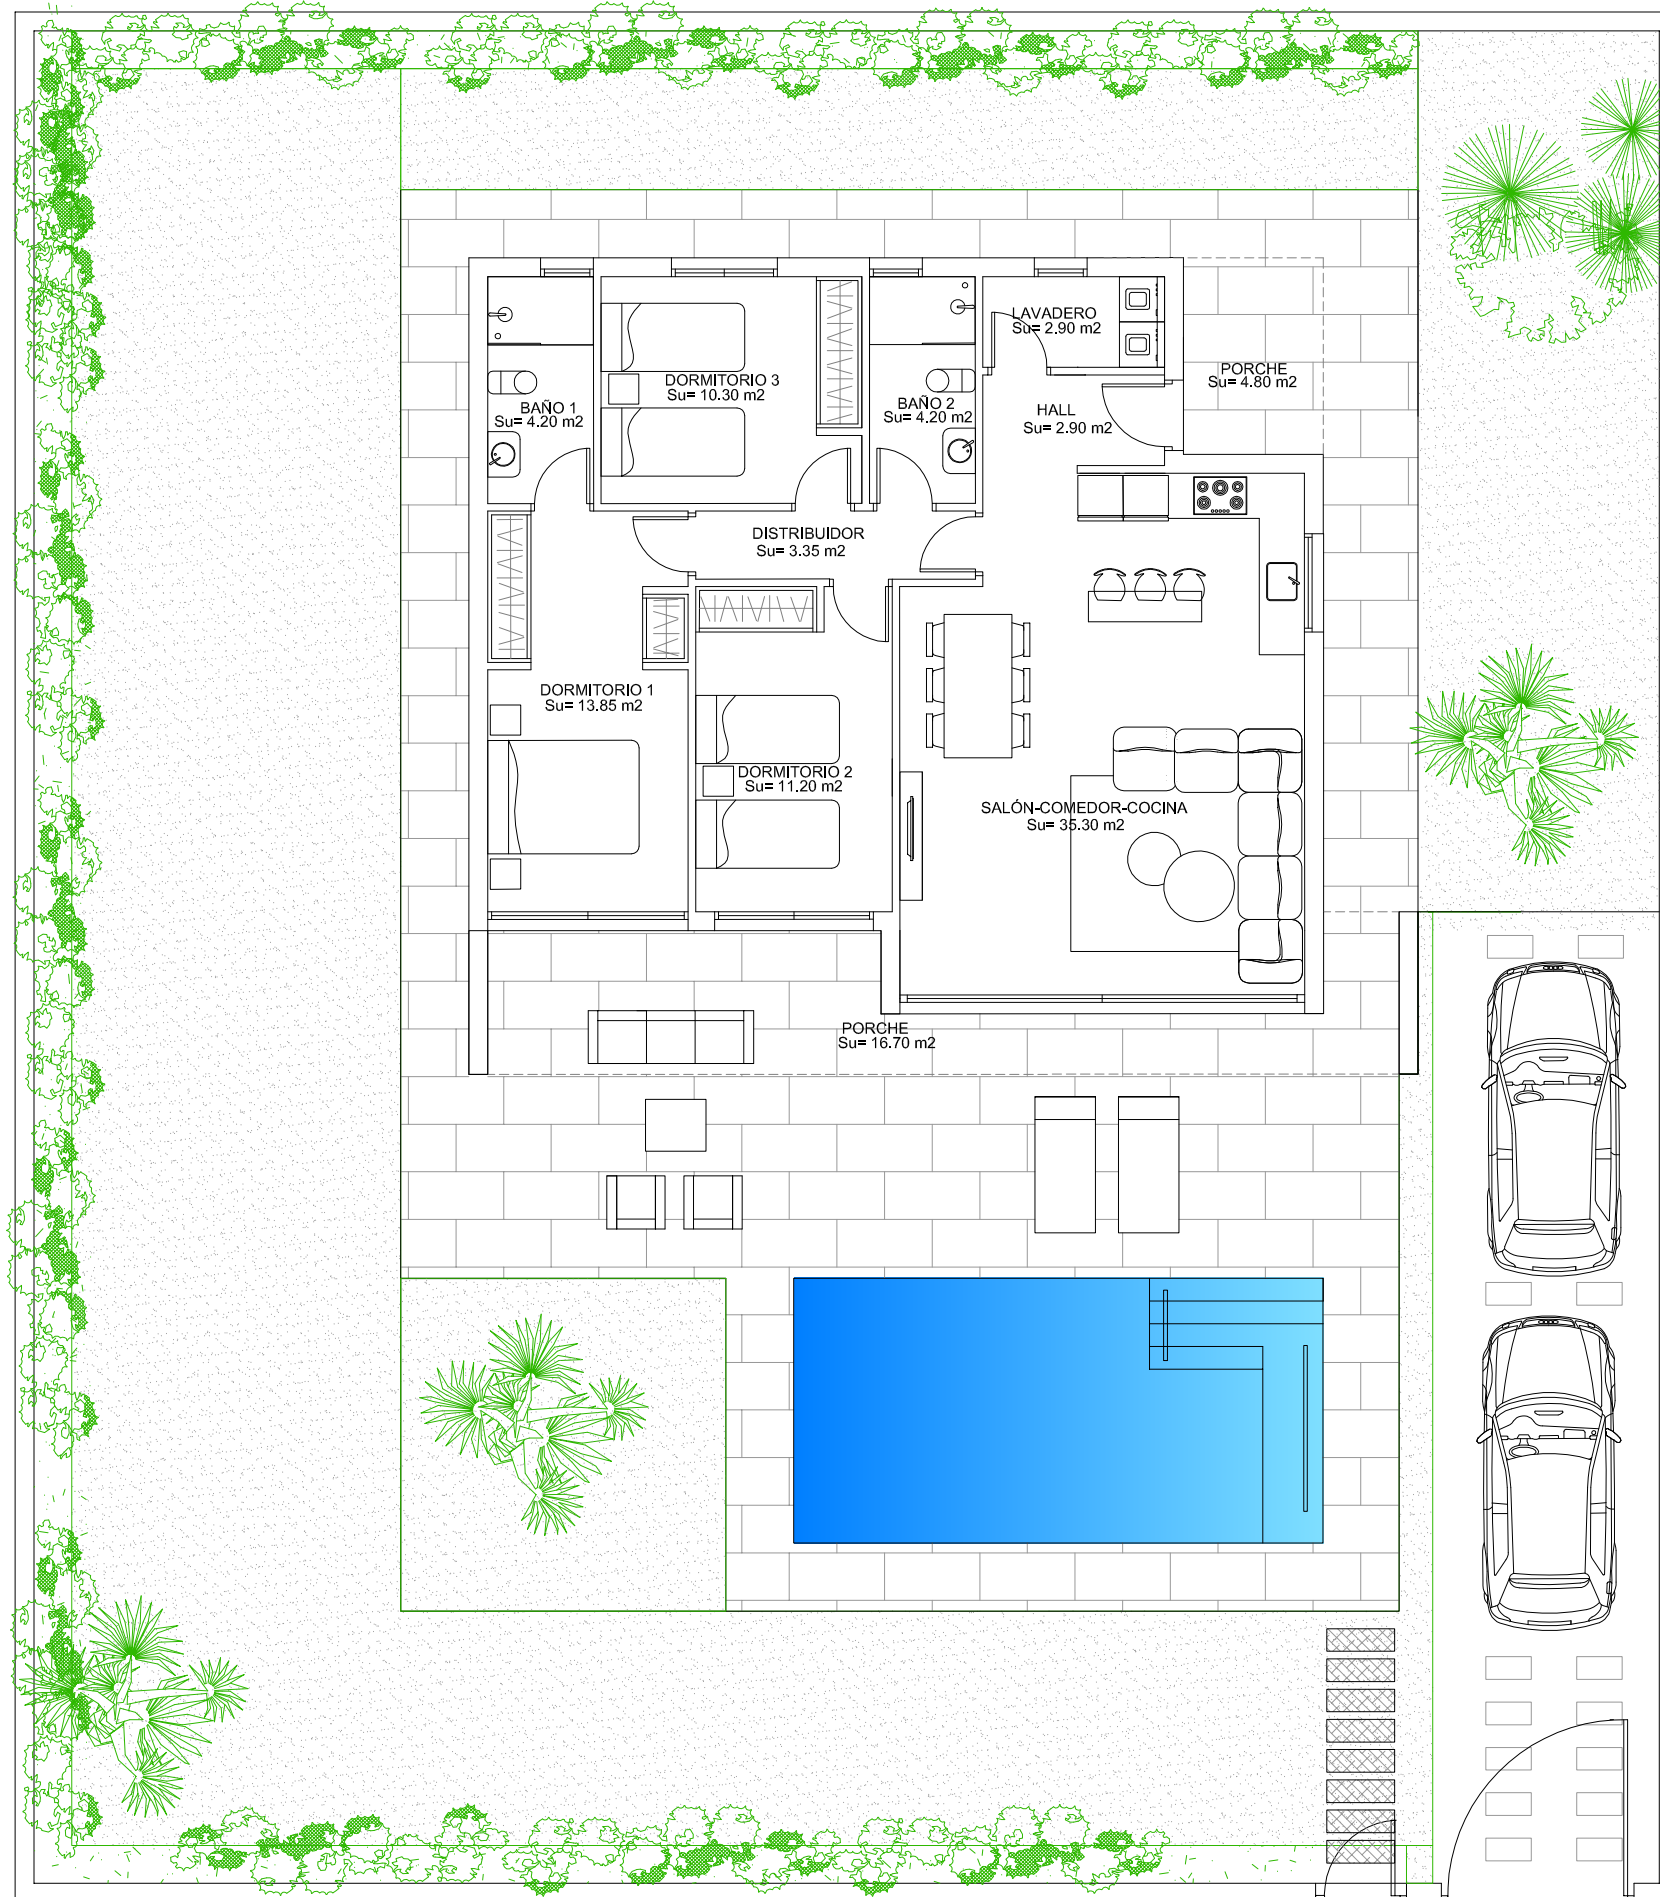 LAVADERO
Su= 2.90 m2
PORCHE
Su= 4.80 m2
DORMITORIO 3
Su= 10.30 m2
BAÑO 1
Su= 4.20 m2
BAÑO 2
Su= 4.20 m2
HALL
Su= 2.90 m2
DISTRIBUIDOR
Su= 3.35 m2
DORMITORIO 1
Su= 13.85 m2
DORMITORIO 2
Su= 11.20 m2
SALÓN-COMEDOR-COCINA
Su= 35.30 m2
PORCHE
Su= 16.70 m2